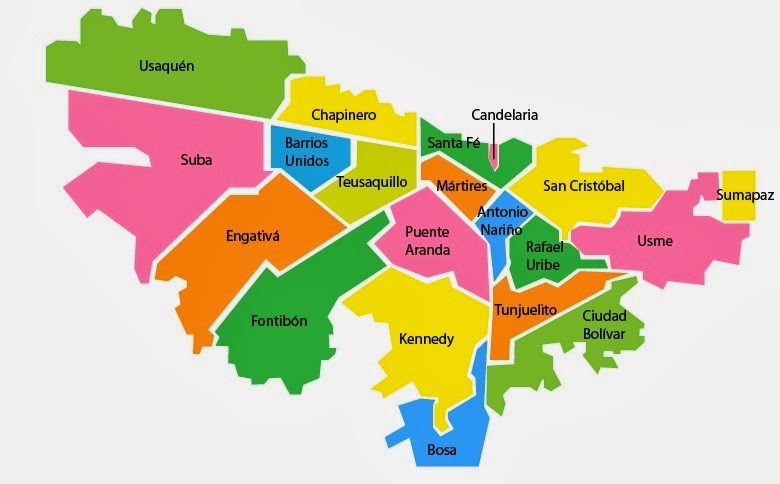 Usaquén
Chapinero
Candelaria
Santa Fé
Barrios
Unidos
Suba
Teusaquillo
Mártires
San Cristóbal
Sumapaz
Antonio
Nariño
Engativá
Puente
Aranda
Rafael
Uribe
Usme
Fontibón
Tunjuelito
Ciudad
Bolívar
Kennedy
Bosa